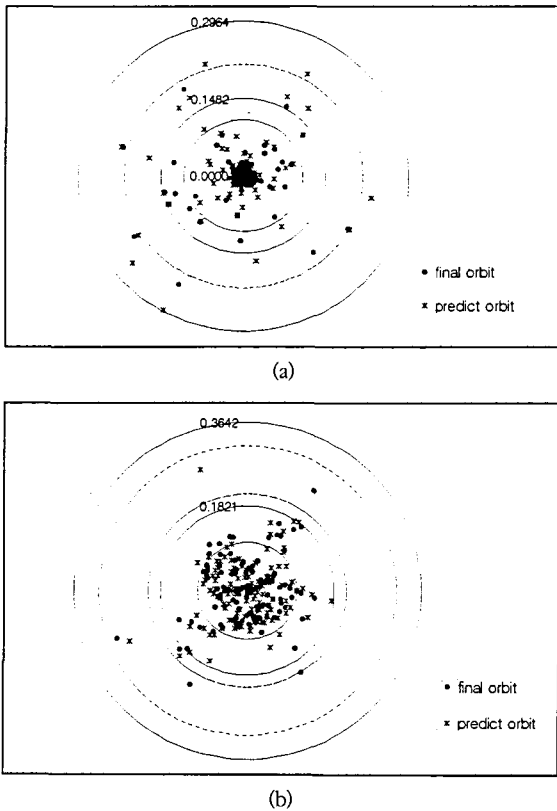 0.2964
0.1482
0.0000
final orbit
predict orbit
(a)
0.3642
0.1821
final orbit
predict orbit
(b)